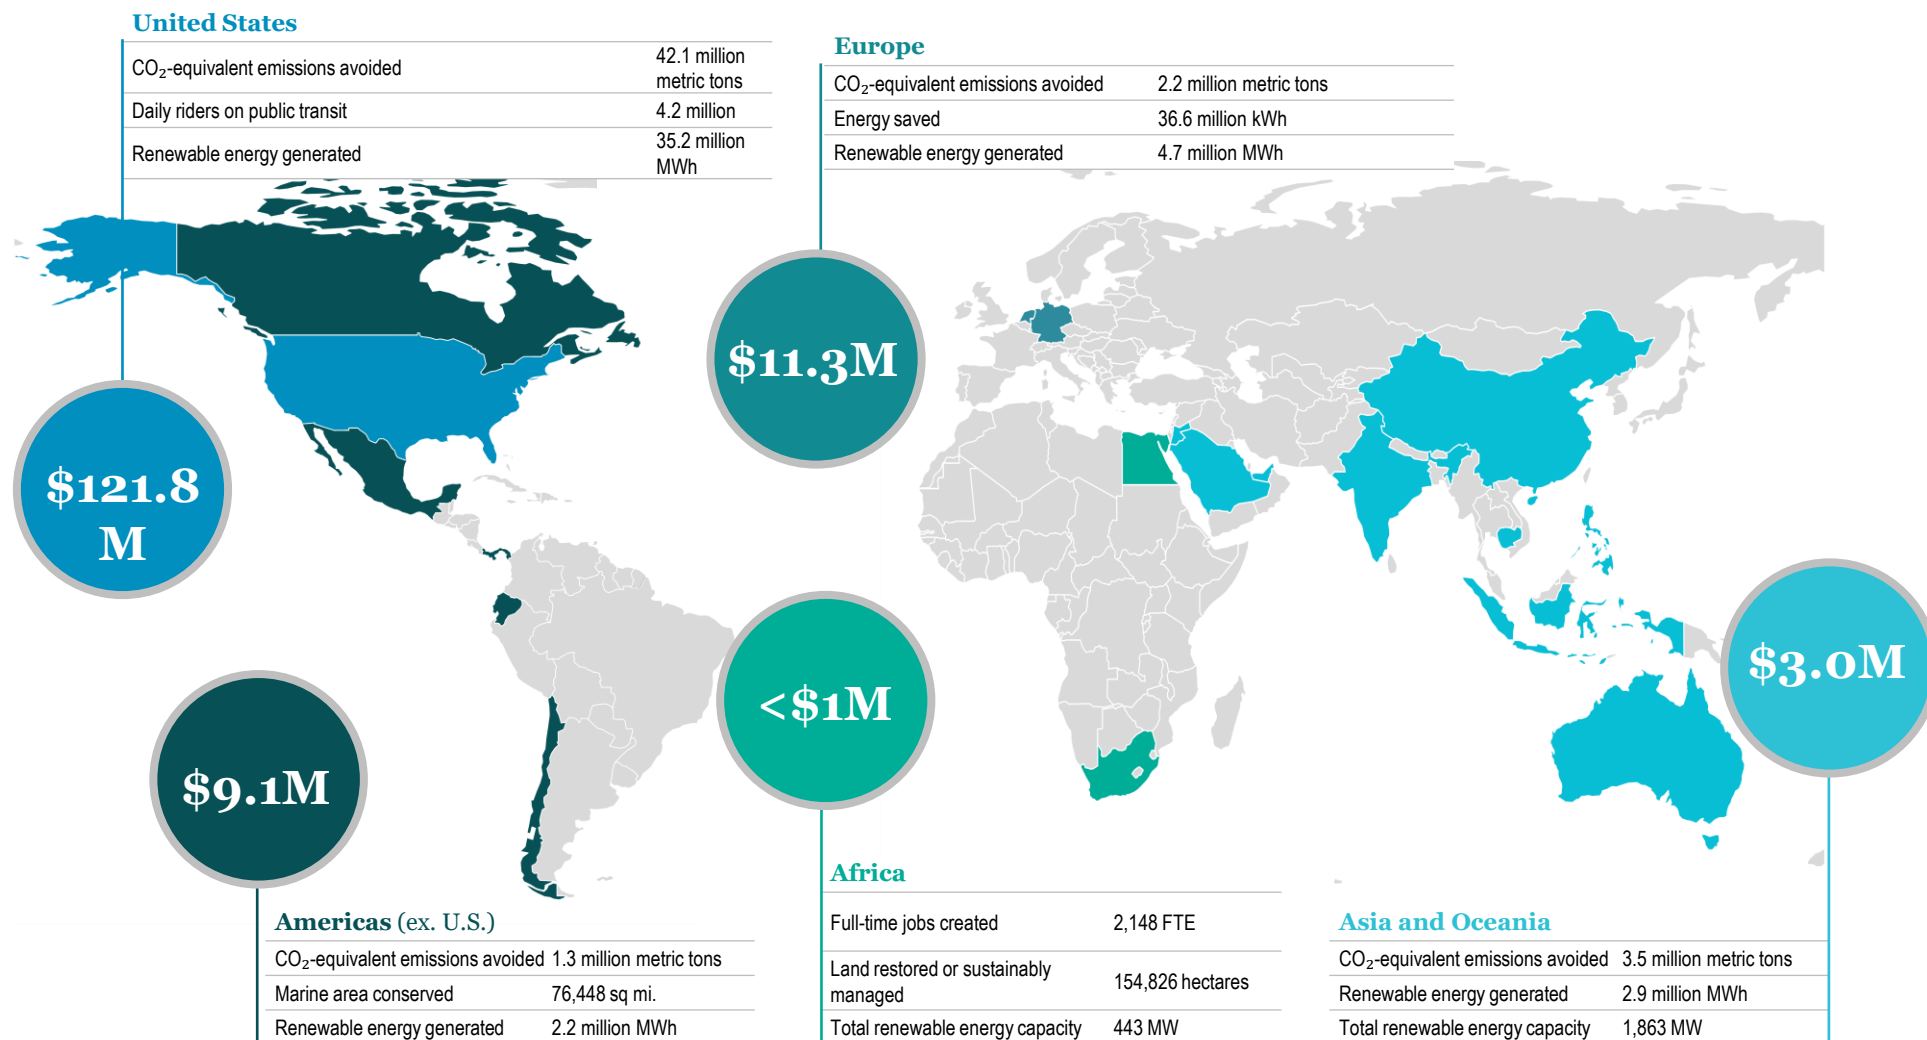 United States
CO₂-equivalent emissions avoided 42.1 million
metric tons
Daily riders on public transit 4.2 million
Renewable energy generated 35.2 million
MWh
Europe
CO₂-equivalent emissions avoided 2.2 million metric tons
Energy saved 36.6 million kWh
Renewable energy generated 4.7 million MWh
$11.3M
$121.8
M
<$1M
$3.0M
$9.1M
Americas (ex. U.S.)
CO₂-equivalent emissions avoided 1.3 million metric tons
Marine area conserved 76,448 sq mi.
Renewable energy generated 2.2 million MWh
Africa
Full-time jobs created 2,148 FTE
Land restored or sustainably
managed 154,826 hectares
Total renewable energy capacity 443 MW
Asia and Oceania
CO₂-equivalent emissions avoided 3.5 million metric tons
Renewable energy generated 2.9 million MWh
Total renewable energy capacity 1,863 MW